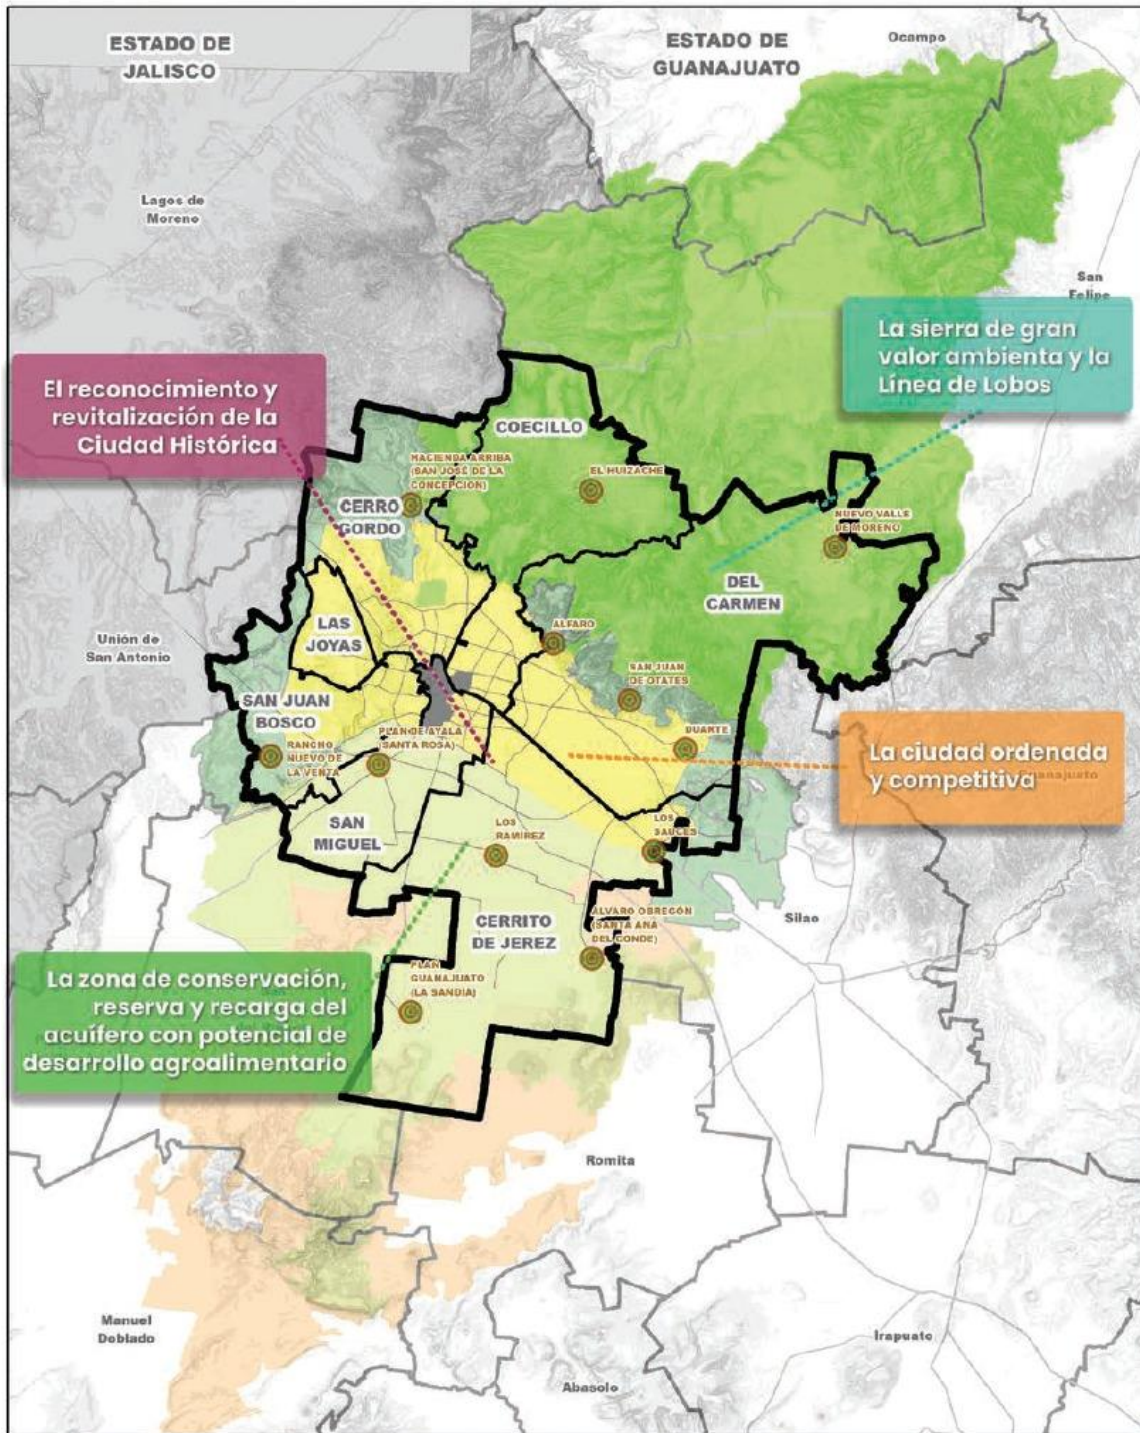 ESTADO DE
JALISCO
ESTADO DE
GUANAJUATO
Ocampo
Lagos de
Moreno
San
Felipe
La sierra de gran
valor ambienta y la
Línea de Lobos
El reconocimiento y
revitalización de la
Ciudad Histórica
COECILLO
HACIENDA ARRIBA
(SAN JOSÉ DE LA
CONCEPCIÓN)
EL HUIZACHE
CERRO
GORDO
NUEVO VALLE
DE MORENO
DEL
CARMEN
LAS
JOYAS
ALFARO
Unión de
San Antonio
SAN JUAN
DE OTATES
SAN JUAN
BOSCO
PLAN DE AYALA
(SANTA ROSA)
DUARTE
RANCHO
NUEVO DE
LA VENTA
La ciudad ordenada
y competitiva
Guanajuato
SAN
MIGUEL
LOS
RAMIREZ
LOS
SAUCES
CERRITO
DE JEREZ
ALVARO OBREGÓN
(SANTA ANA
DEL CONDE)
Silao
La zona de conservación,
reserva y recarga del
acuífero con potencial de
desarrollo agroalimentario
PLAN
GUANAJUATO
(LA SANDÍA)
Romita
Manuel
Doblado
Irapuato
Abasolo